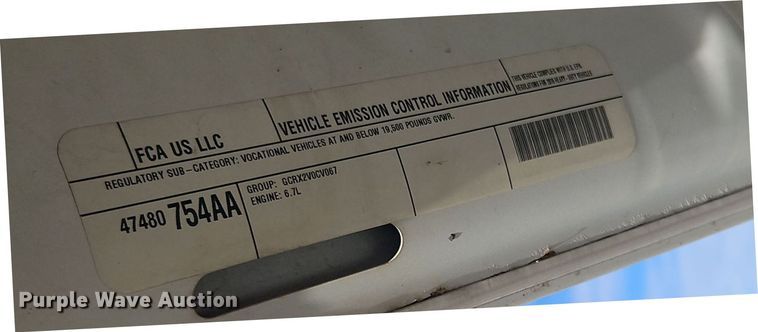 FCA US LLC
VEHICLE EMISSION CONTROL INFORMATION
THIS VEHICLE COMPLIES WITH U.S. EPA
REGULATIONS FOR 2016 HEAVY-DUTY VEHICLES
REGULATORY SUB-CATEGORY: VOCATIONAL VEHICLES AT AND BELOW 19,500 POUNDS GVWR.
47480 754AA
GROUP: GCRX2VOCV067
ENGINE: 6.7L
Purple Wave Auction